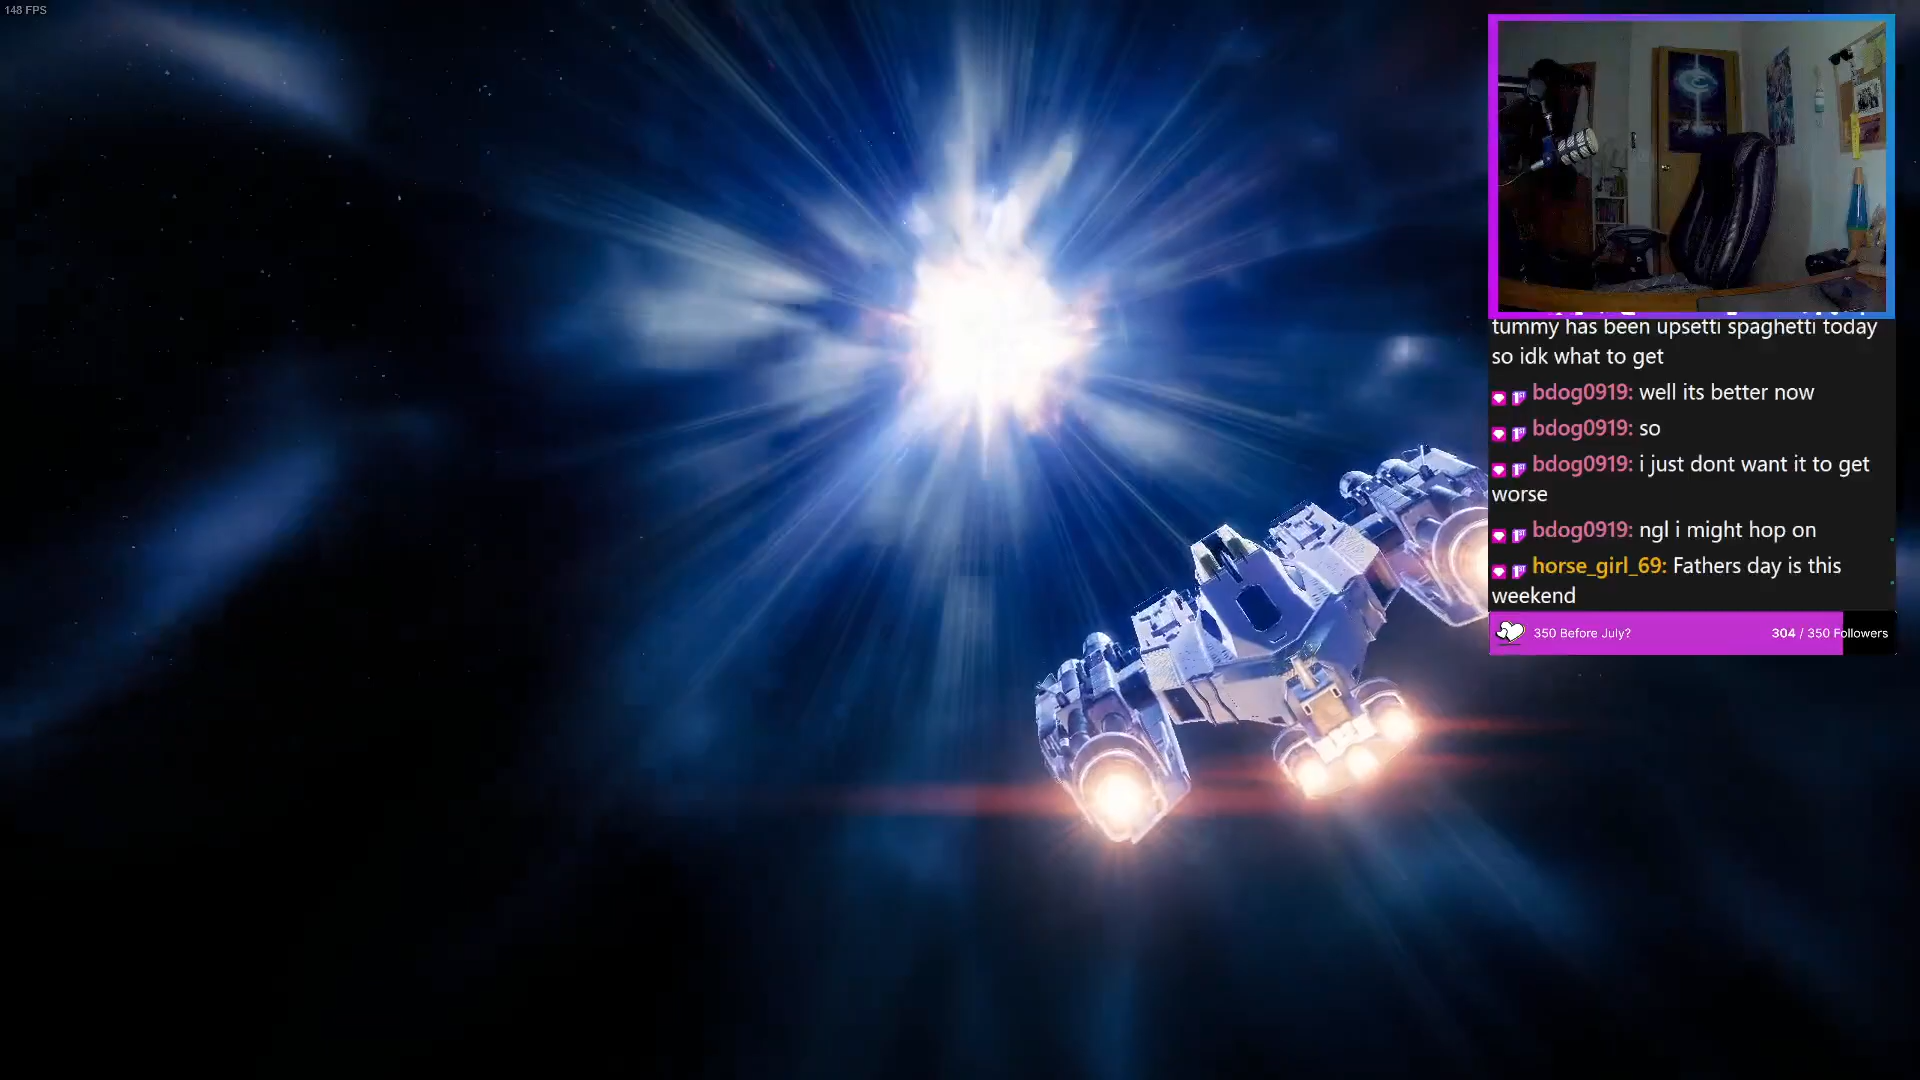 148 FPS
tummy has been upsetti spaghetti today
so idk what to get
bdog0919: well its better now
bdog0919: so
bdog0919: i just dont want it to get
worse
bdog0919: ngl i might hop on
horse_girl_69: Fathers day is this
weekend
350 Before July? 304 / 350 Followers